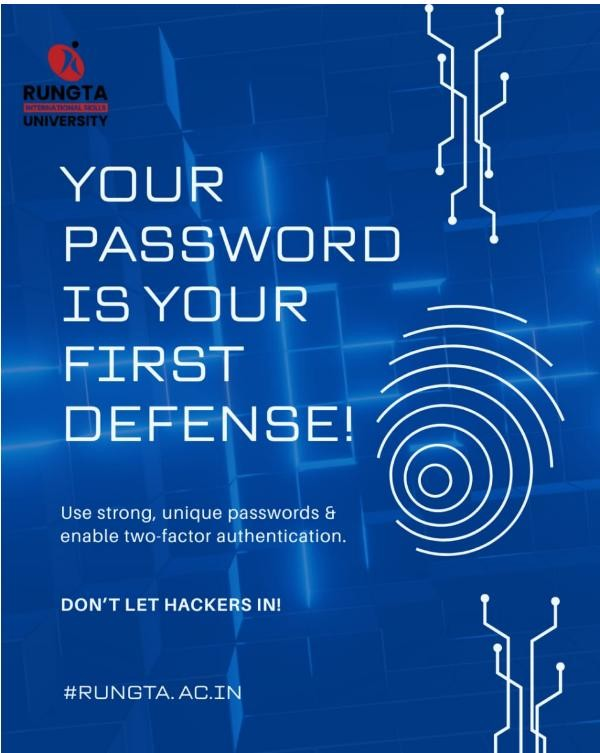 RUNGTA
INTERNATIONAL SKILLS
UNIVERSITY
YOUR
PASSWORD
IS YOUR
FIRST
DEFENSE!
Use strong, unique passwords &
enable two-factor authentication.
DON'T LET HACKERS IN!
#RUNGTA.AC.IN